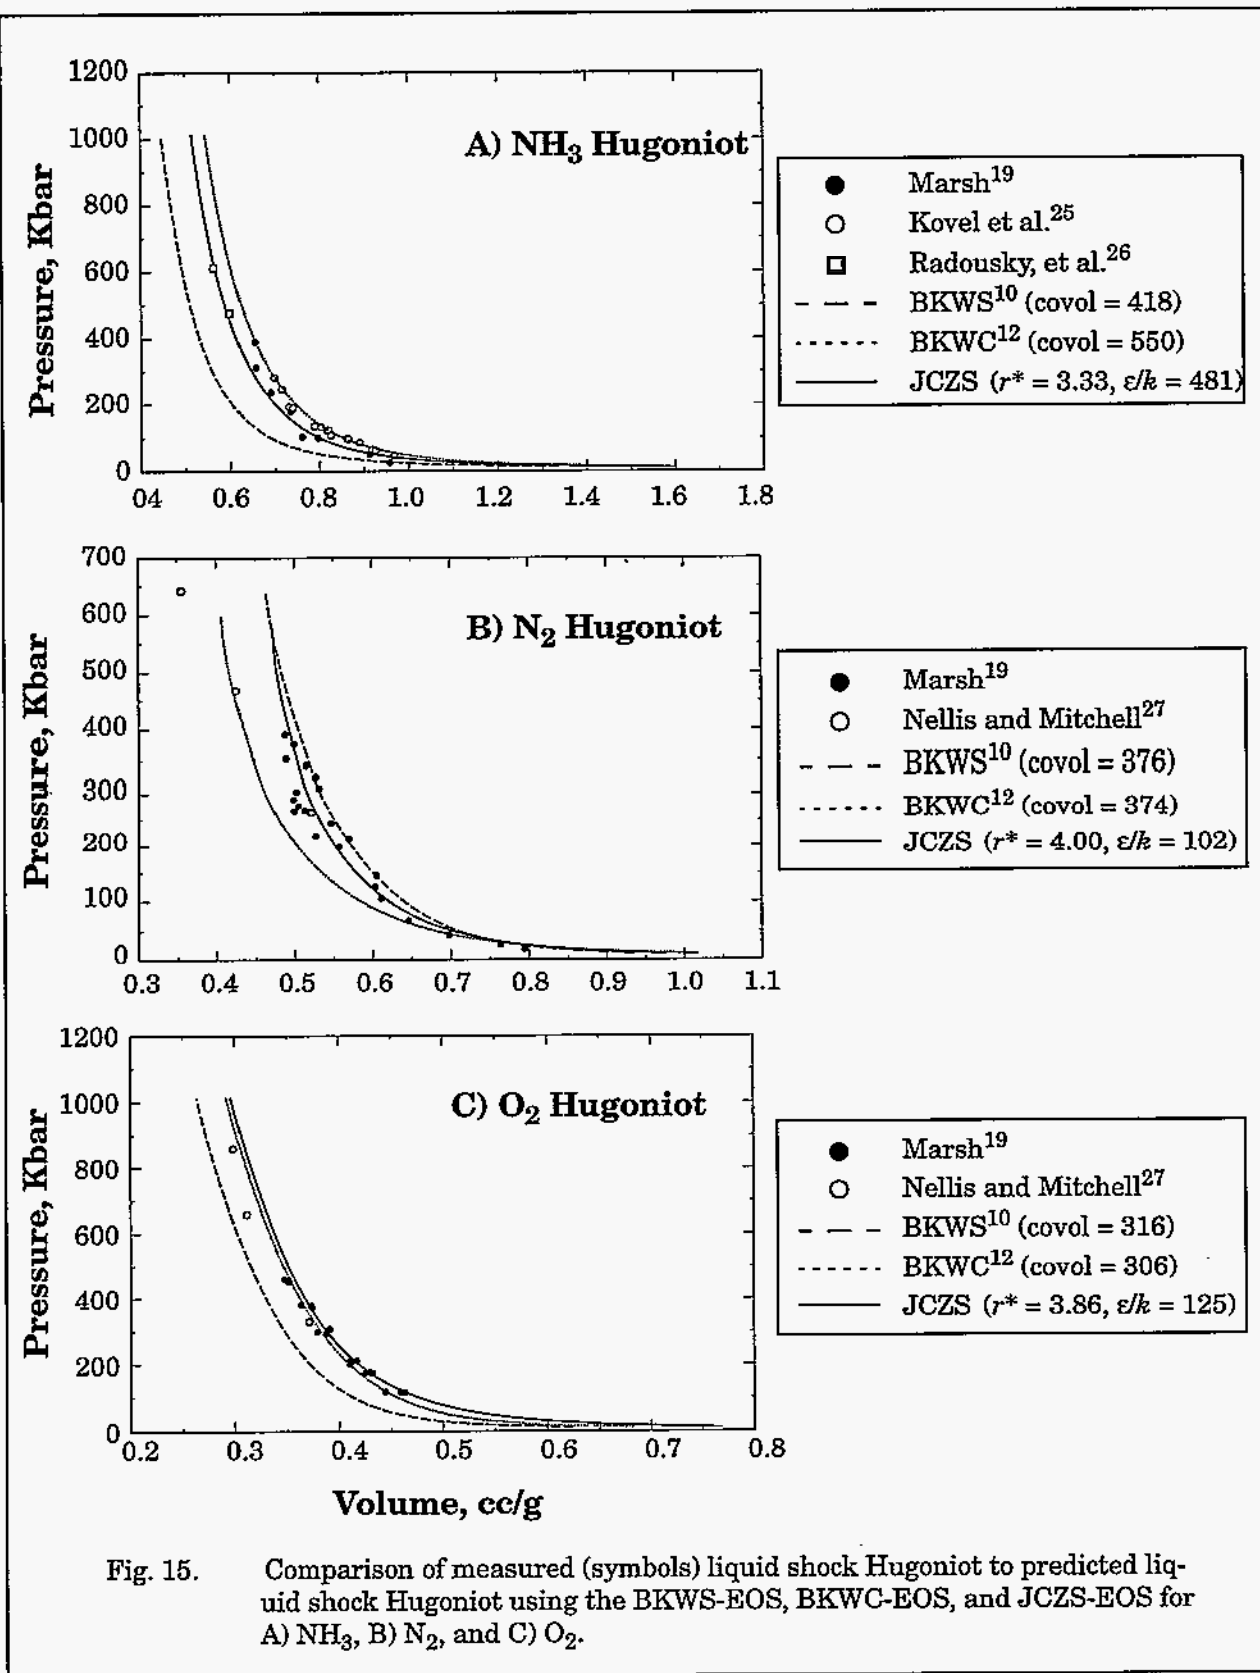 1200
1000
800
600
400
200
0
Pressure, Kbar
A) NH3 Hugoniot
04 0.6 0.8 1.0 1.2 1.4 1.6 1.8
Marsh19
Kovel et al.25
Radousky, et al.26
BKWS10 (covol = 418)
BKWC12 (covol = 550)
JCZS (r* = 3.33, ε/k = 481)
700
600
500
400
300
200
100
0
Pressure, Kbar
B) N2 Hugoniot
0.3 0.4 0.5 0.6 0.7 0.8 0.9 1.0 1.1
Marsh19
Nellis and Mitchell27
BKWS10 (covol = 376)
BKWC12 (covol = 374)
JCZS (r* = 4.00, ε/k = 102)
1200
1000
800
600
400
200
0
Pressure, Kbar
C) O2 Hugoniot
0.2 0.3 0.4 0.5 0.6 0.7 0.8
Volume, cc/g
Marsh19
Nellis and Mitchell27
BKWS10 (covol = 316)
BKWC12 (covol = 306)
JCZS (r* = 3.86, ε/k = 125)
Fig. 15. Comparison of measured (symbols) liquid shock Hugoniot to predicted liq-
uid shock Hugoniot using the BKWS-EOS, BKWC-EOS, and JCZS-EOS for
A) NH3, B) N2, and C) O2.